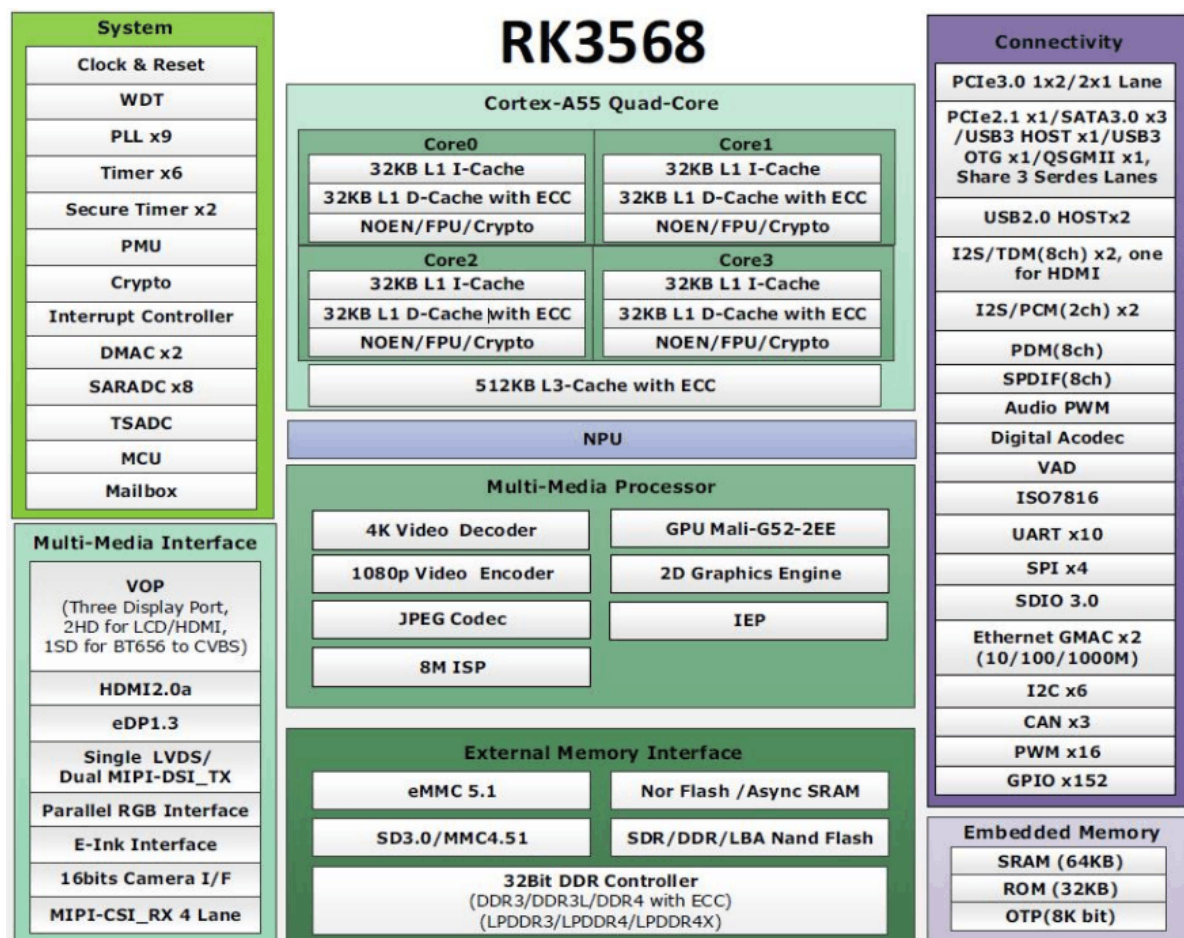 RK3568
System
Clock & Reset
WDT
PLL x9
Timer x6
Secure Timer x2
PMU
Crypto
Interrupt Controller
DMAC x2
SARADC x8
TSADC
MCU
Mailbox
Multi-Media Interface
VOP
(Three Display Port,
2HD for LCD/HDMI,
1SD for BT656 to CVBS)
HDMI2.0a
eDP1.3
Single LVDS/
Dual MIPI-DSI_TX
Parallel RGB Interface
E-Ink Interface
16bits Camera I/F
MIPI-CSI_RX 4 Lane
Cortex-A55 Quad-Core
Core0
32KB L1 I-Cache
32KB L1 D-Cache with ECC
NOEN/FPU/Crypto
Core1
32KB L1 I-Cache
32KB L1 D-Cache with ECC
NOEN/FPU/Crypto
Core2
32KB L1 I-Cache
32KB L1 D-Cache with ECC
NOEN/FPU/Crypto
Core3
32KB L1 I-Cache
32KB L1 D-Cache with ECC
NOEN/FPU/Crypto
512KB L3-Cache with ECC
NPU
Multi-Media Processor
4K Video Decoder
GPU Mali-G52-2EE
1080p Video Encoder
2D Graphics Engine
JPEG Codec
IEP
8M ISP
External Memory Interface
eMMC 5.1
Nor Flash /Async SRAM
SD3.0/MMC4.51
SDR/DDR/LBA Nand Flash
32Bit DDR Controller
(DDR3/DDR3L/DDR4 with ECC)
(LPDDR3/LPDDR4/LPDDR4X)
Connectivity
PCIe3.0 1x2/2x1 Lane
PCIe2.1 x1/SATA3.0 x3
/USB3 HOST x1/USB3
OTG x1/QSGMII x1,
Share 3 Serdes Lanes
USB2.0 HOSTx2
I2S/TDM(8ch) x2, one
for HDMI
I2S/PCM(2ch) x2
PDM(8ch)
SPDIF(8ch)
Audio PWM
Digital Acodec
VAD
ISO7816
UART x10
SPI x4
SDIO 3.0
Ethernet GMAC x2
(10/100/1000M)
I2C x6
CAN x3
PWM x16
GPIO x152
Embedded Memory
SRAM (64KB)
ROM (32KB)
OTP(8K bit)